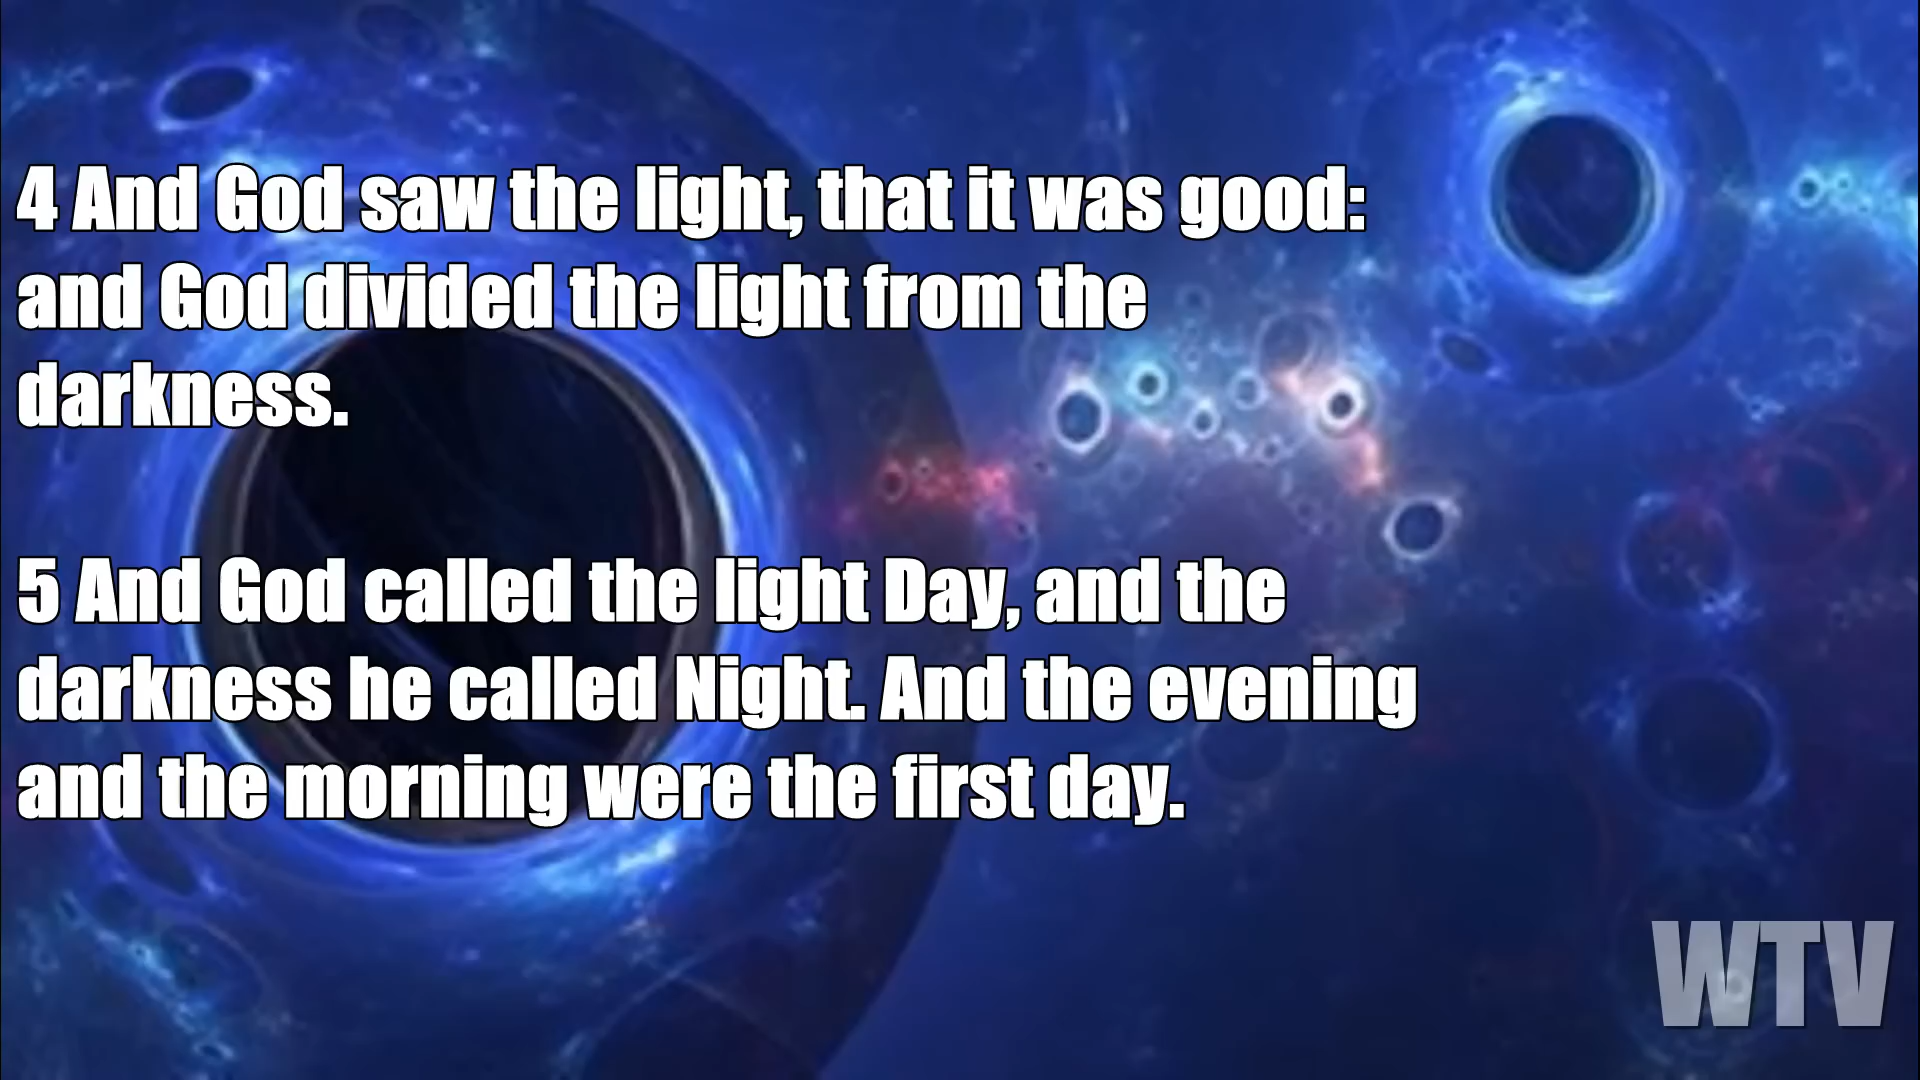 4 And God saw the light, that it was good:
and God divided the light from the
darkness.
5 And God called the light Day, and the
darkness he called Night. And the evening
and the morning were the first day.
WTV